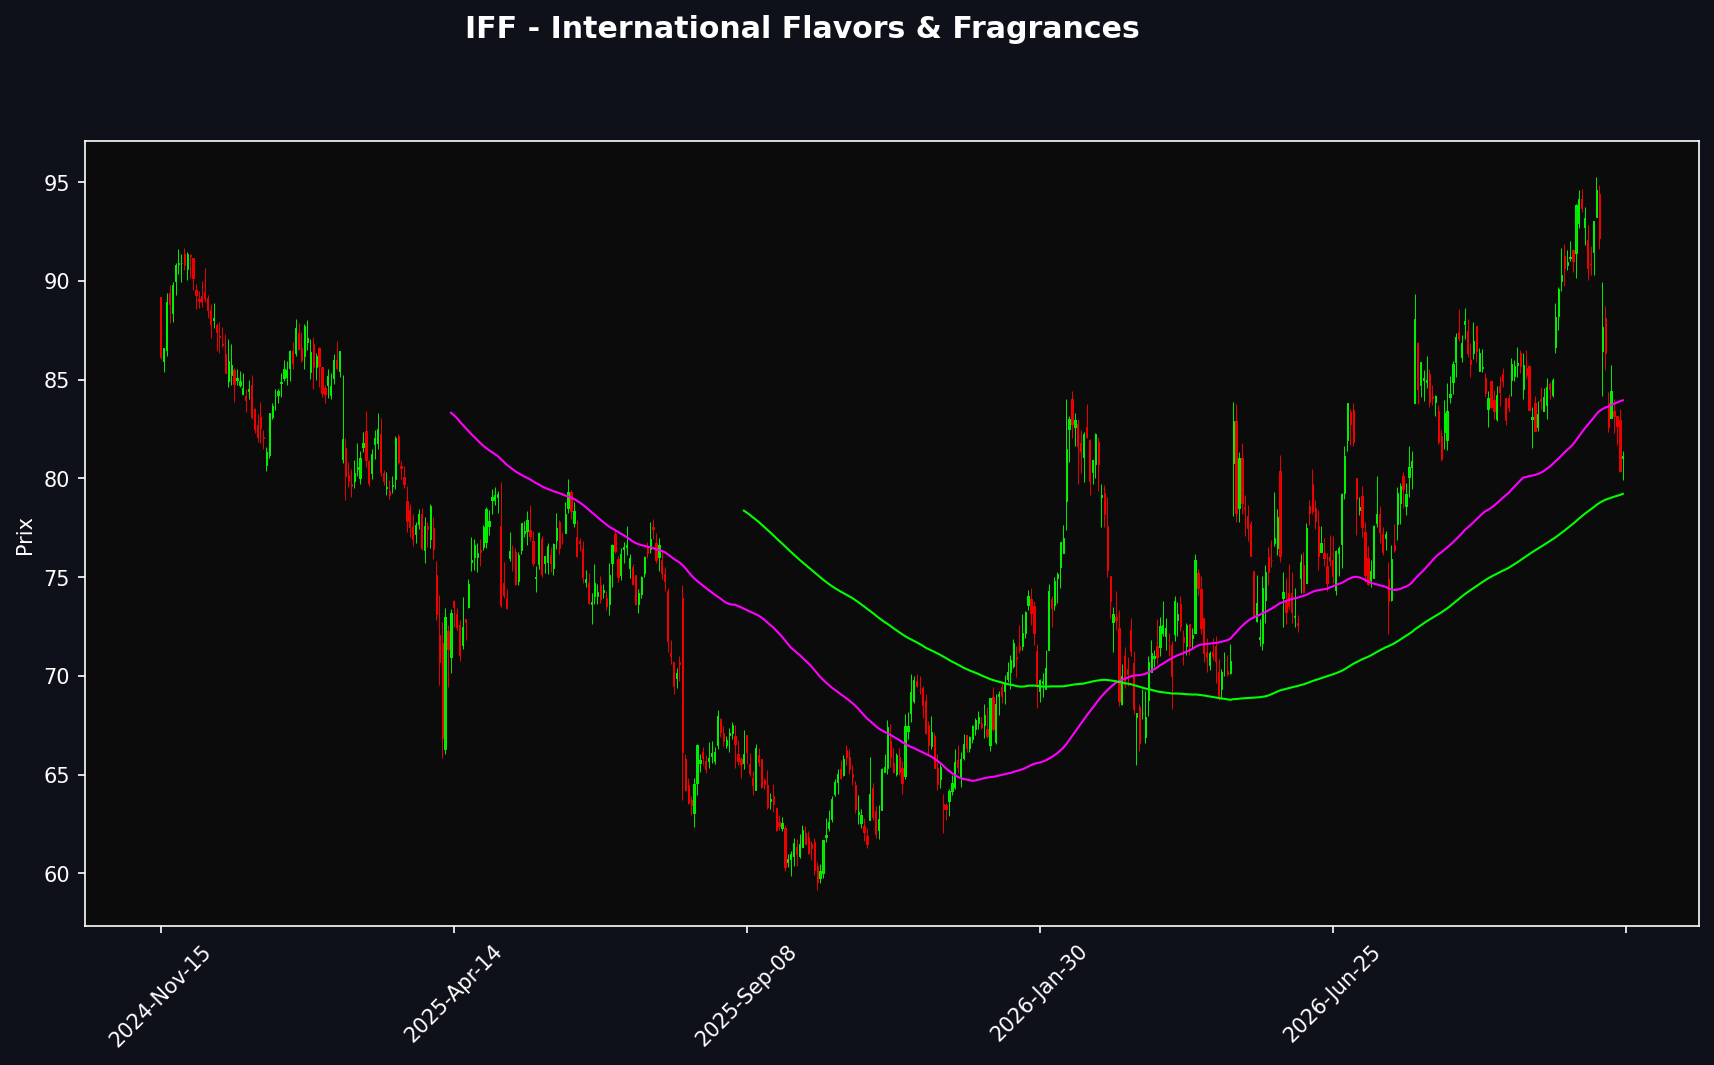 IFF - International Flavors & Fragrances
Prix
95
90
85
80
75
70
65
60
2024-Nov-15
2025-Apr-14
2025-Sep-08
2026-Jan-30
2026-Jun-25